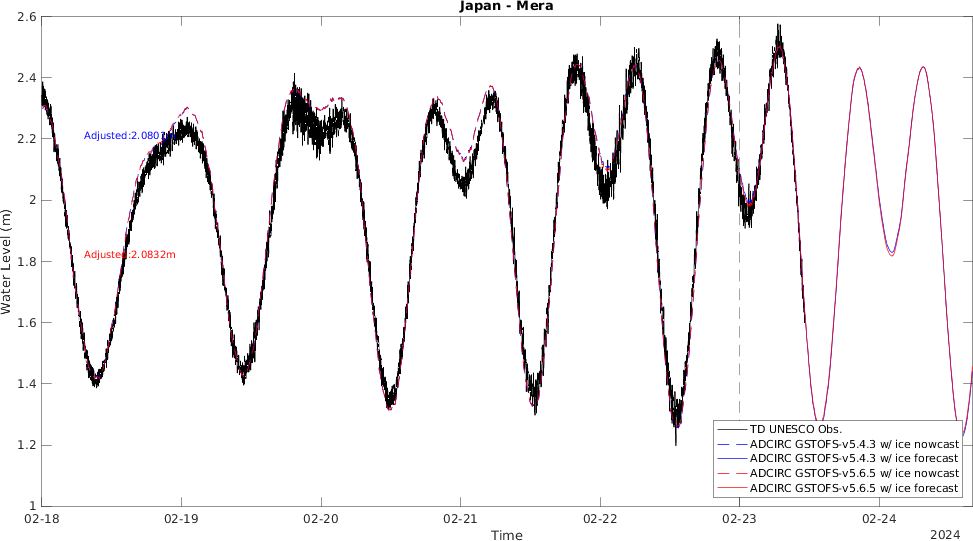 Japan - Mera
2.6
2.4
2.2
2
1.8
1.6
1.4
1.2
1
Water Level (m)
Adjusted:2.0832m
TD UNESCO Obs.
ADCIRC GSTOFS-v5.4.3 w/ ice nowcast
ADCIRC GSTOFS-v5.4.3 w/ ice forecast
ADCIRC GSTOFS-v5.6.5 w/ ice nowcast
ADCIRC GSTOFS-v5.6.5 w/ ice forecast
02-18 02-19 02-20 02-21 02-22 02-23 02-24
Time
2024